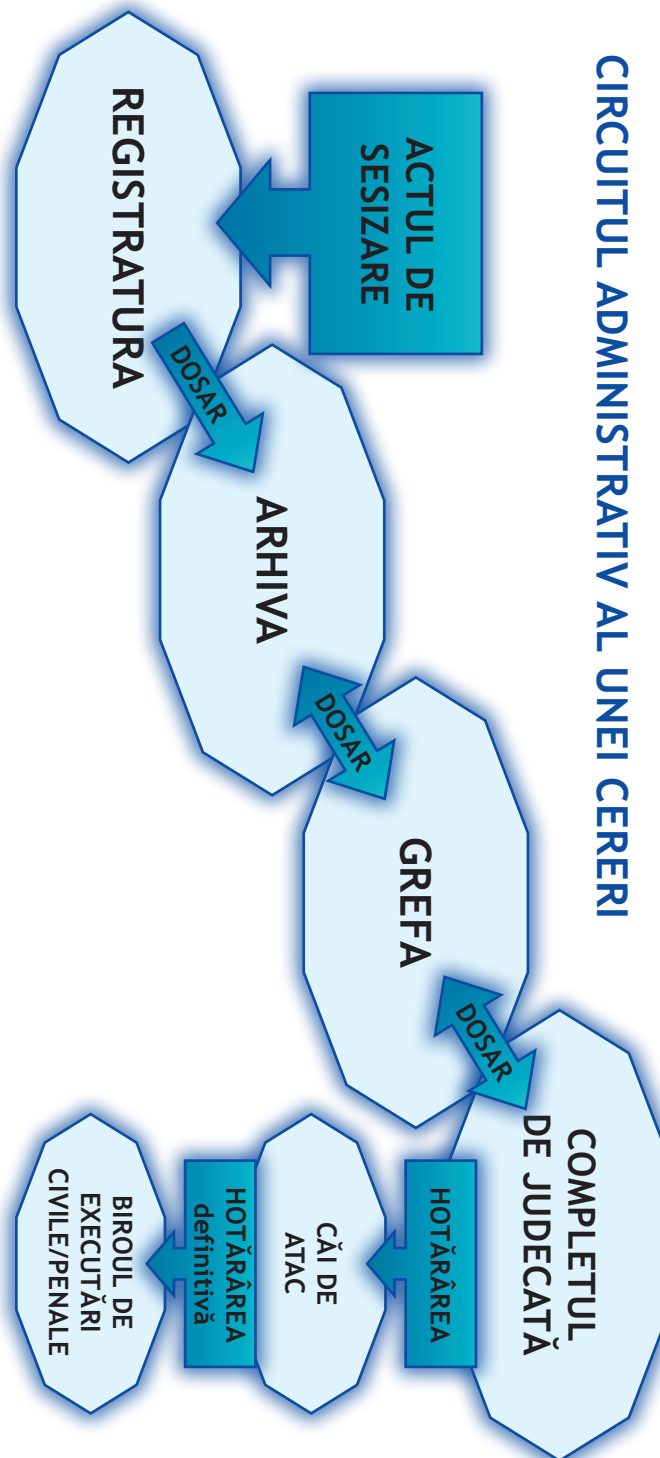 CIRCUITUL ADMINISTRATIV AL UNEI CERERI
ACTUL DE
SESIZARE
REGISTRATURA
DOSAR
ARHIVA
DOSAR
GREFA
DOSAR
COMPLETUL
DE JUDECATĂ
HOTĂRÂREA
CĂI DE
ATAC
HOTĂRÂREA
definitivă
BIROUL DE
EXECUTĂRI
CIVILE/PENALE